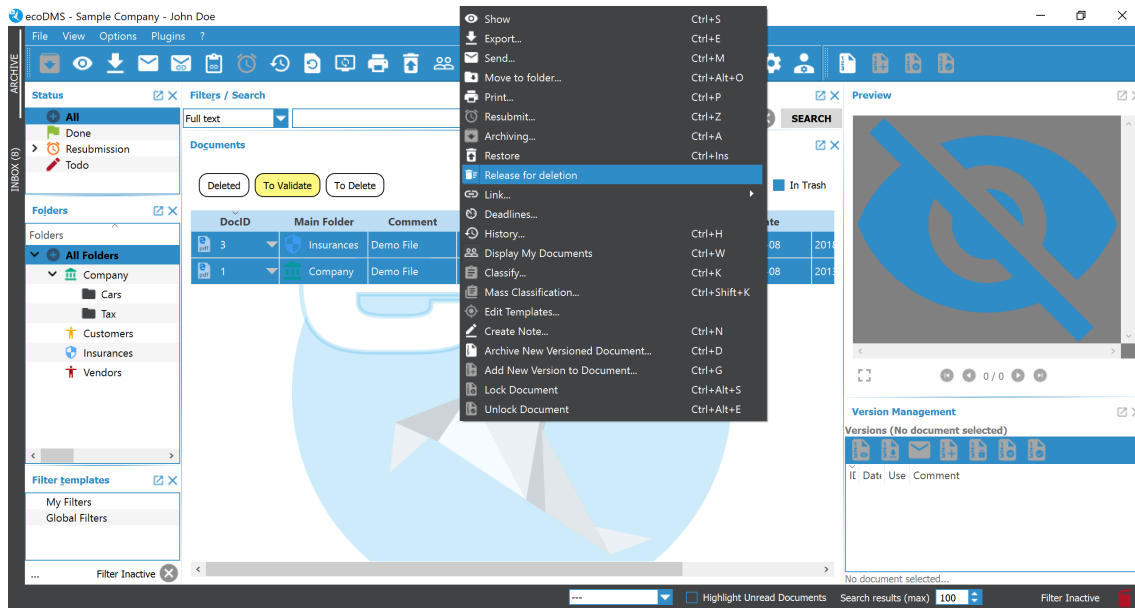 ecoDMS - Sample Company - John Doe
File View Options Plugins ?
ARCHIVE
INBOX (8)
Status
All
Done
Resubmission
Todo
Folders
Folders
All Folders
Company
Cars
Tax
Customers
Insurances
Vendors
Filter templates
My Filters
Global Filters
... Filter Inactive
Filters / Search
Full text
SEARCH
Documents
Deleted To Validate To Delete
In Trash
DocID Main Folder Comment
3 Insurances Demo File -08 2018
1 Company Demo File -08
Show Ctrl+S
Export... Ctrl+E
Send... Ctrl+M
Move to folder... Ctrl+Alt+O
Print... Ctrl+P
Resubmit... Ctrl+Z
Archiving... Ctrl+A
Restore Ctrl+Ins
Release for deletion
Link...
Deadlines...
History... Ctrl+H
Display My Documents Ctrl+W
Classify... Ctrl+K
Mass Classification... Ctrl+Shift+K
Edit Templates...
Create Note... Ctrl+N
Archive New Versioned Document... Ctrl+D
Add New Version to Document... Ctrl+G
Lock Document Ctrl+Alt+S
Unlock Document Ctrl+Alt+E
Preview
0 / 0
Version Management
Versions (No document selected)
Date Use Comment
No document selected...
---
Highlight Unread Documents
Search results (max) 100
Filter Inactive